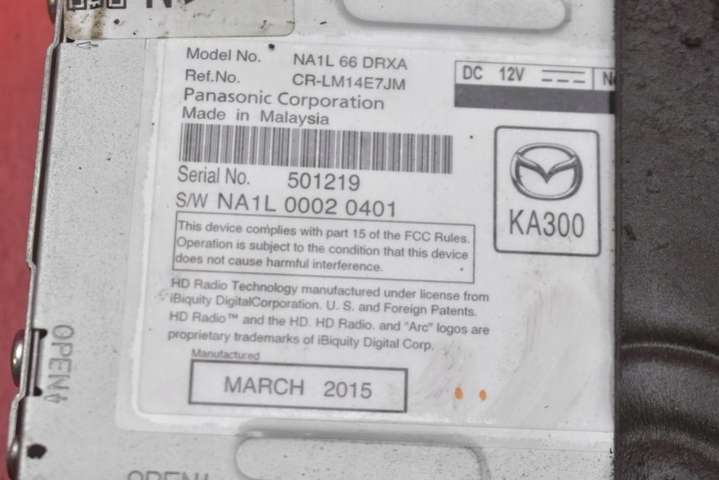 Model No. NA1L 66 DRXA
Ref.No. CR-LM14E7JM
Panasonic Corporation
Made in Malaysia
DC 12V
Serial No. 501219
S/W NA1L 0002 0401
KA300
This device complies with part 15 of the FCC Rules.
Operation is subject to the condition that this device
does not cause harmful interference.
HD Radio Technology manufactured under license from
iBiquity DigitalCorporation. U. S. and Foreign Patents.
HD Radio™ and the HD. HD Radio. and "Arc" logos are
proprietary trademarks of iBiquity Digital Corp.
Manufactured
MARCH 2015
OPEN
OPEN